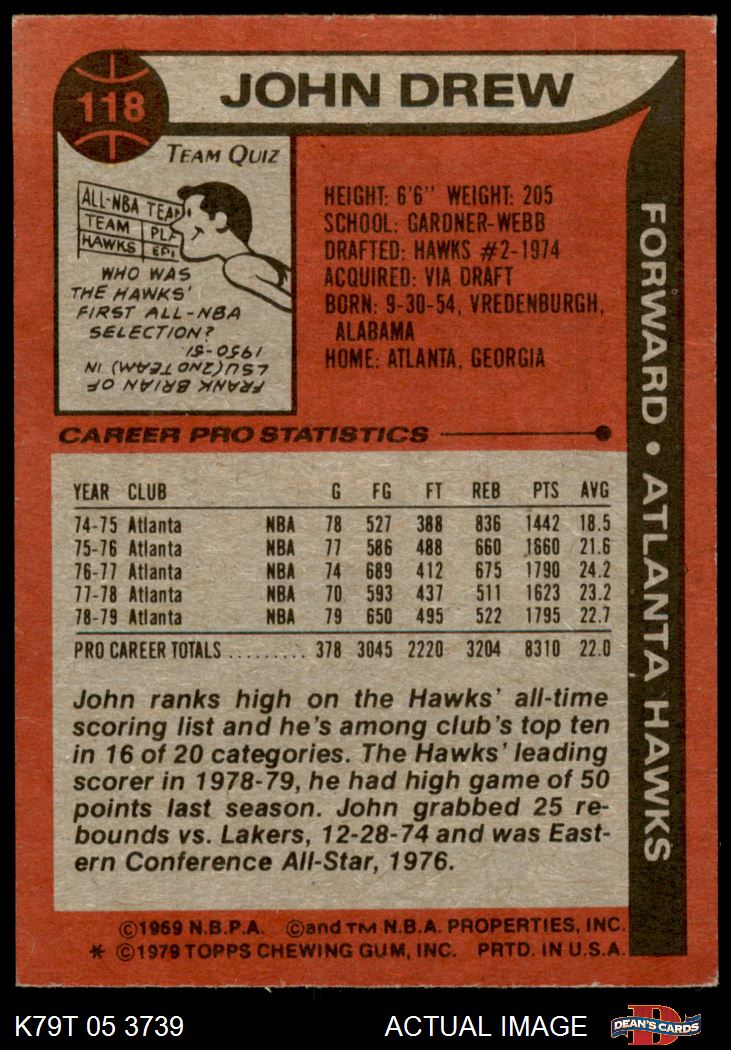 118
JOHN DREW
TEAM QUIZ
ALL-NBA TEA
TEAM PLA
HAWKS
WHO WAS
THE HAWKS'
FIRST ALL-NBA
SELECTION?
FRANK BRIAN OF
LSU (2ND TEAM) IN
1950-51
HEIGHT: 6'6" WEIGHT: 205
SCHOOL: GARDNER-WEBB
DRAFTED: HAWKS #2-1974
ACQUIRED: VIA DRAFT
BORN: 9-30-54, VREDENBURGH,
ALABAMA
HOME: ATLANTA, GEORGIA
FORWARD • ATLANTA HAWKS
CAREER PRO STATISTICS
YEAR CLUB G FG FT REB PTS AVG
74-75 Atlanta NBA 78 527 388 836 1442 18.5
75-76 Atlanta NBA 77 586 488 660 1660 21.6
76-77 Atlanta NBA 74 689 412 675 1790 24.2
77-78 Atlanta NBA 70 593 437 511 1623 23.2
78-79 Atlanta NBA 79 650 495 522 1795 22.7
PRO CAREER TOTALS ......... 378 3045 2220 3204 8310 22.0
John ranks high on the Hawks' all-time
scoring list and he's among club's top ten
in 16 of 20 categories. The Hawks' leading
scorer in 1978-79, he had high game of 50
points last season. John grabbed 25 re-
bounds vs. Lakers, 12-28-74 and was East-
ern Conference All-Star, 1976.
©1969 N.B.P.A. ©and TM N.B.A. PROPERTIES, INC.
* ©1979 TOPPS CHEWING GUM, INC. PRTD. IN U.S.A.
K79T 05 3739
ACTUAL IMAGE
D
DEAN'S CARDS